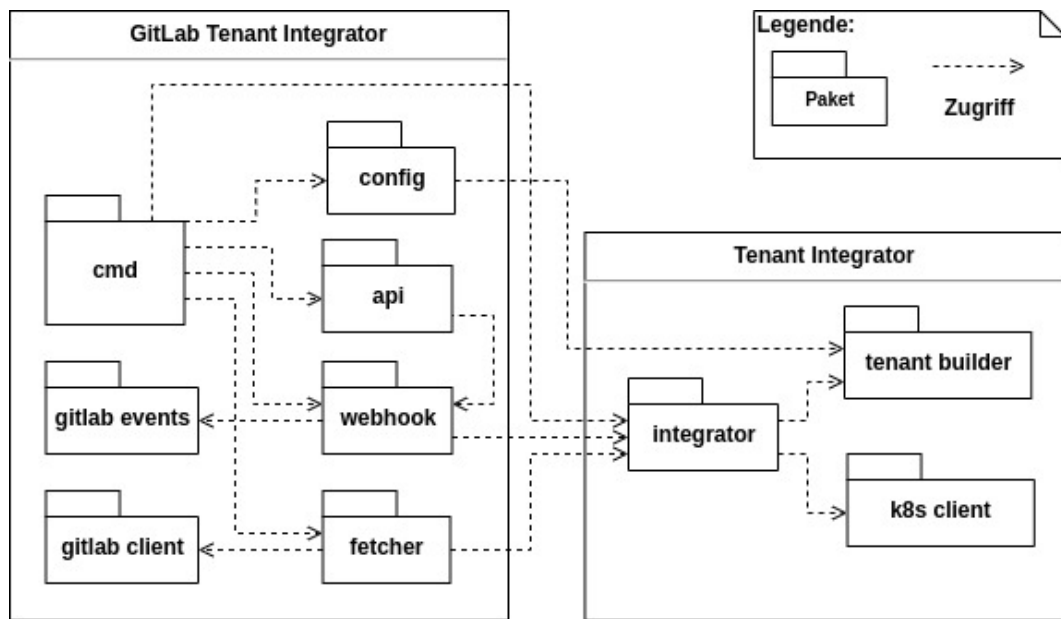 GitLab Tenant Integrator
Legende:
Paket
Zugriff
config
cmd
api
gitlab events
webhook
gitlab client
fetcher
Tenant Integrator
tenant builder
integrator
k8s client